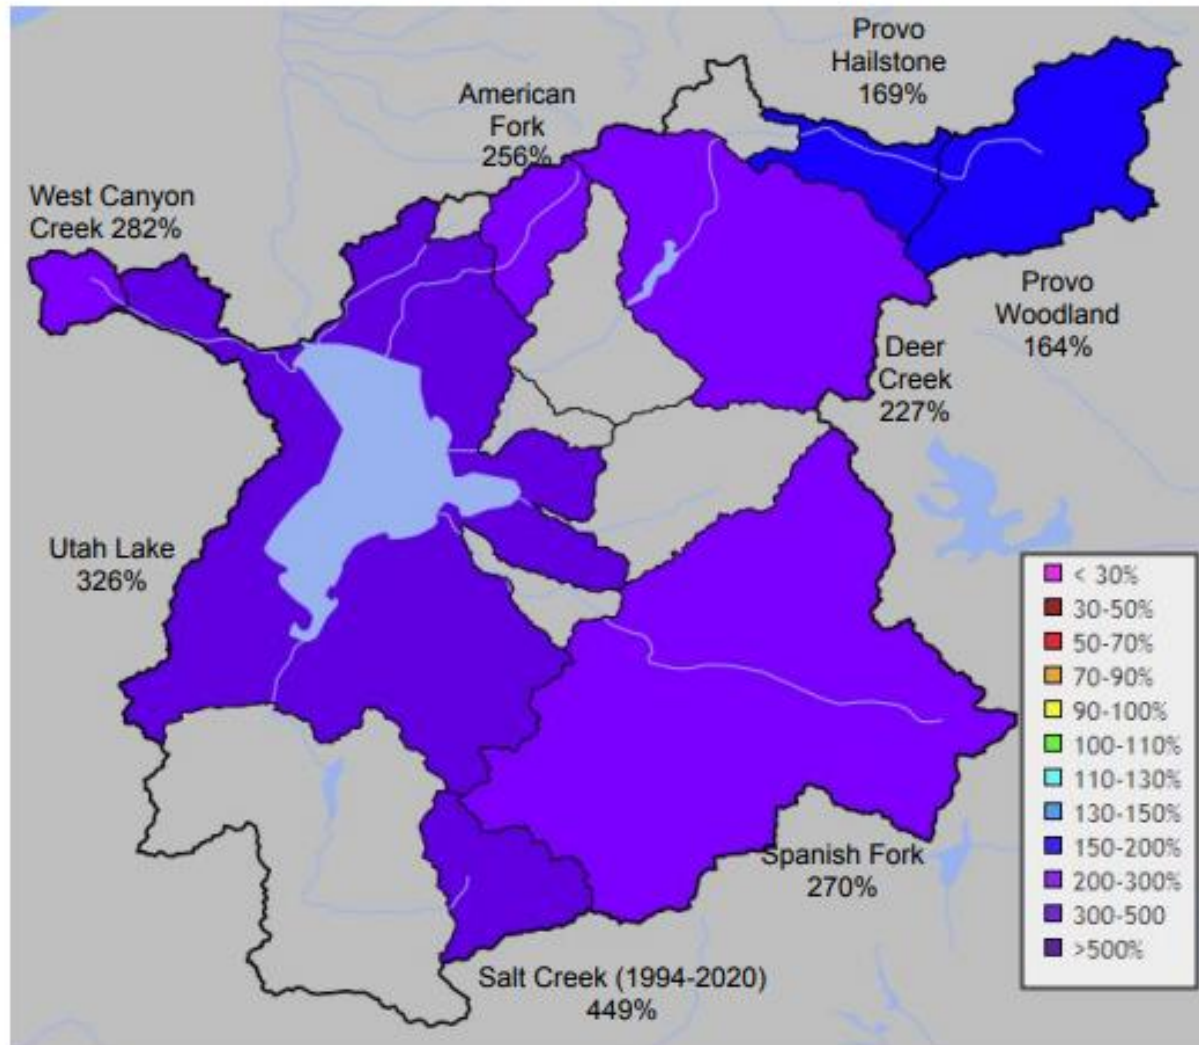 Provo
Hailstone
169%
American
Fork
256%
West Canyon
Creek 282%
Provo
Woodland
164%
Deer
Creek
227%
Utah Lake
326%
Spanish Fork
270%
Salt Creek (1994-2020)
449%
< 30%
30-50%
50-70%
70-90%
90-100%
100-110%
110-130%
130-150%
150-200%
200-300%
300-500
>500%